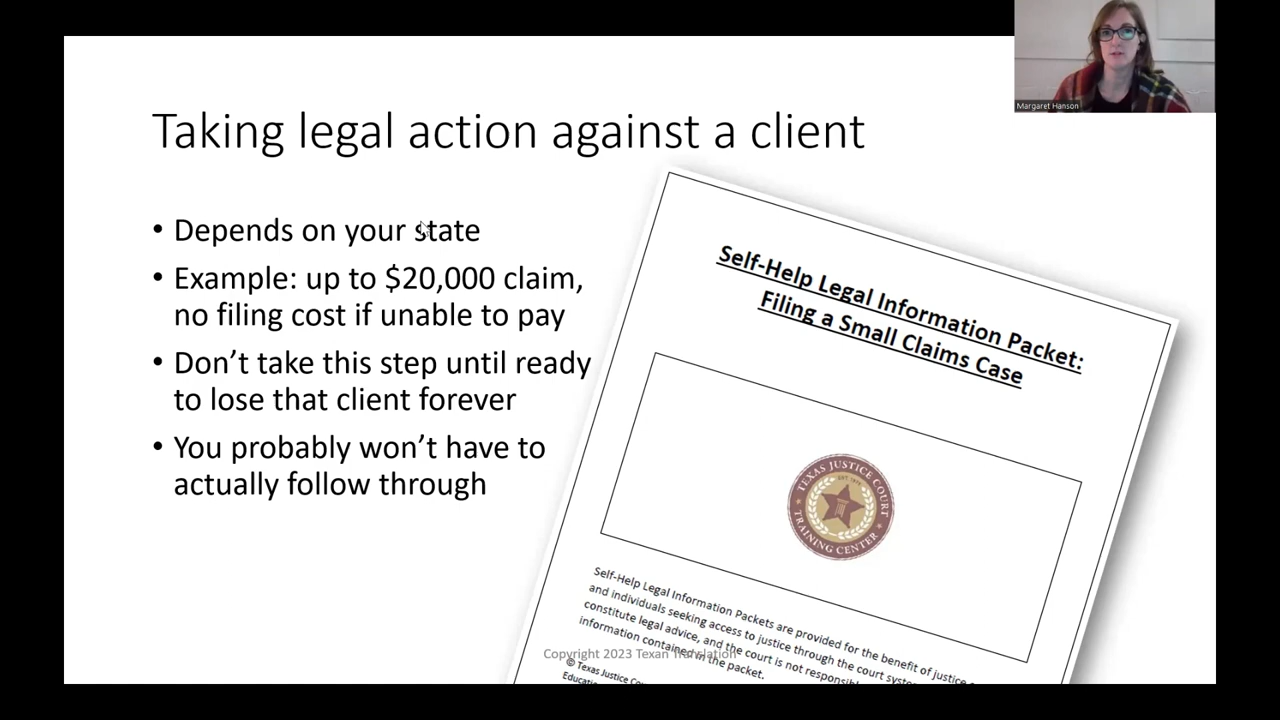 Margaret Hanson
Taking legal action against a client
• Depends on your state
• Example: up to $20,000 claim,
no filing cost if unable to pay
• Don’t take this step until ready
to lose that client forever
• You probably won’t have to
actually follow through
Self-Help Legal Information Packet:
Filing a Small Claims Case
TEXAS JUSTICE COURT
TRAINING CENTER
Self-Help Legal Information Packets are provided for the benefit of justice
and individuals seeking access to justice through the court
constitute legal advice, and the court is not
information contained in the packet.
Copyright 2023 Texan Translation
© Texas Justice